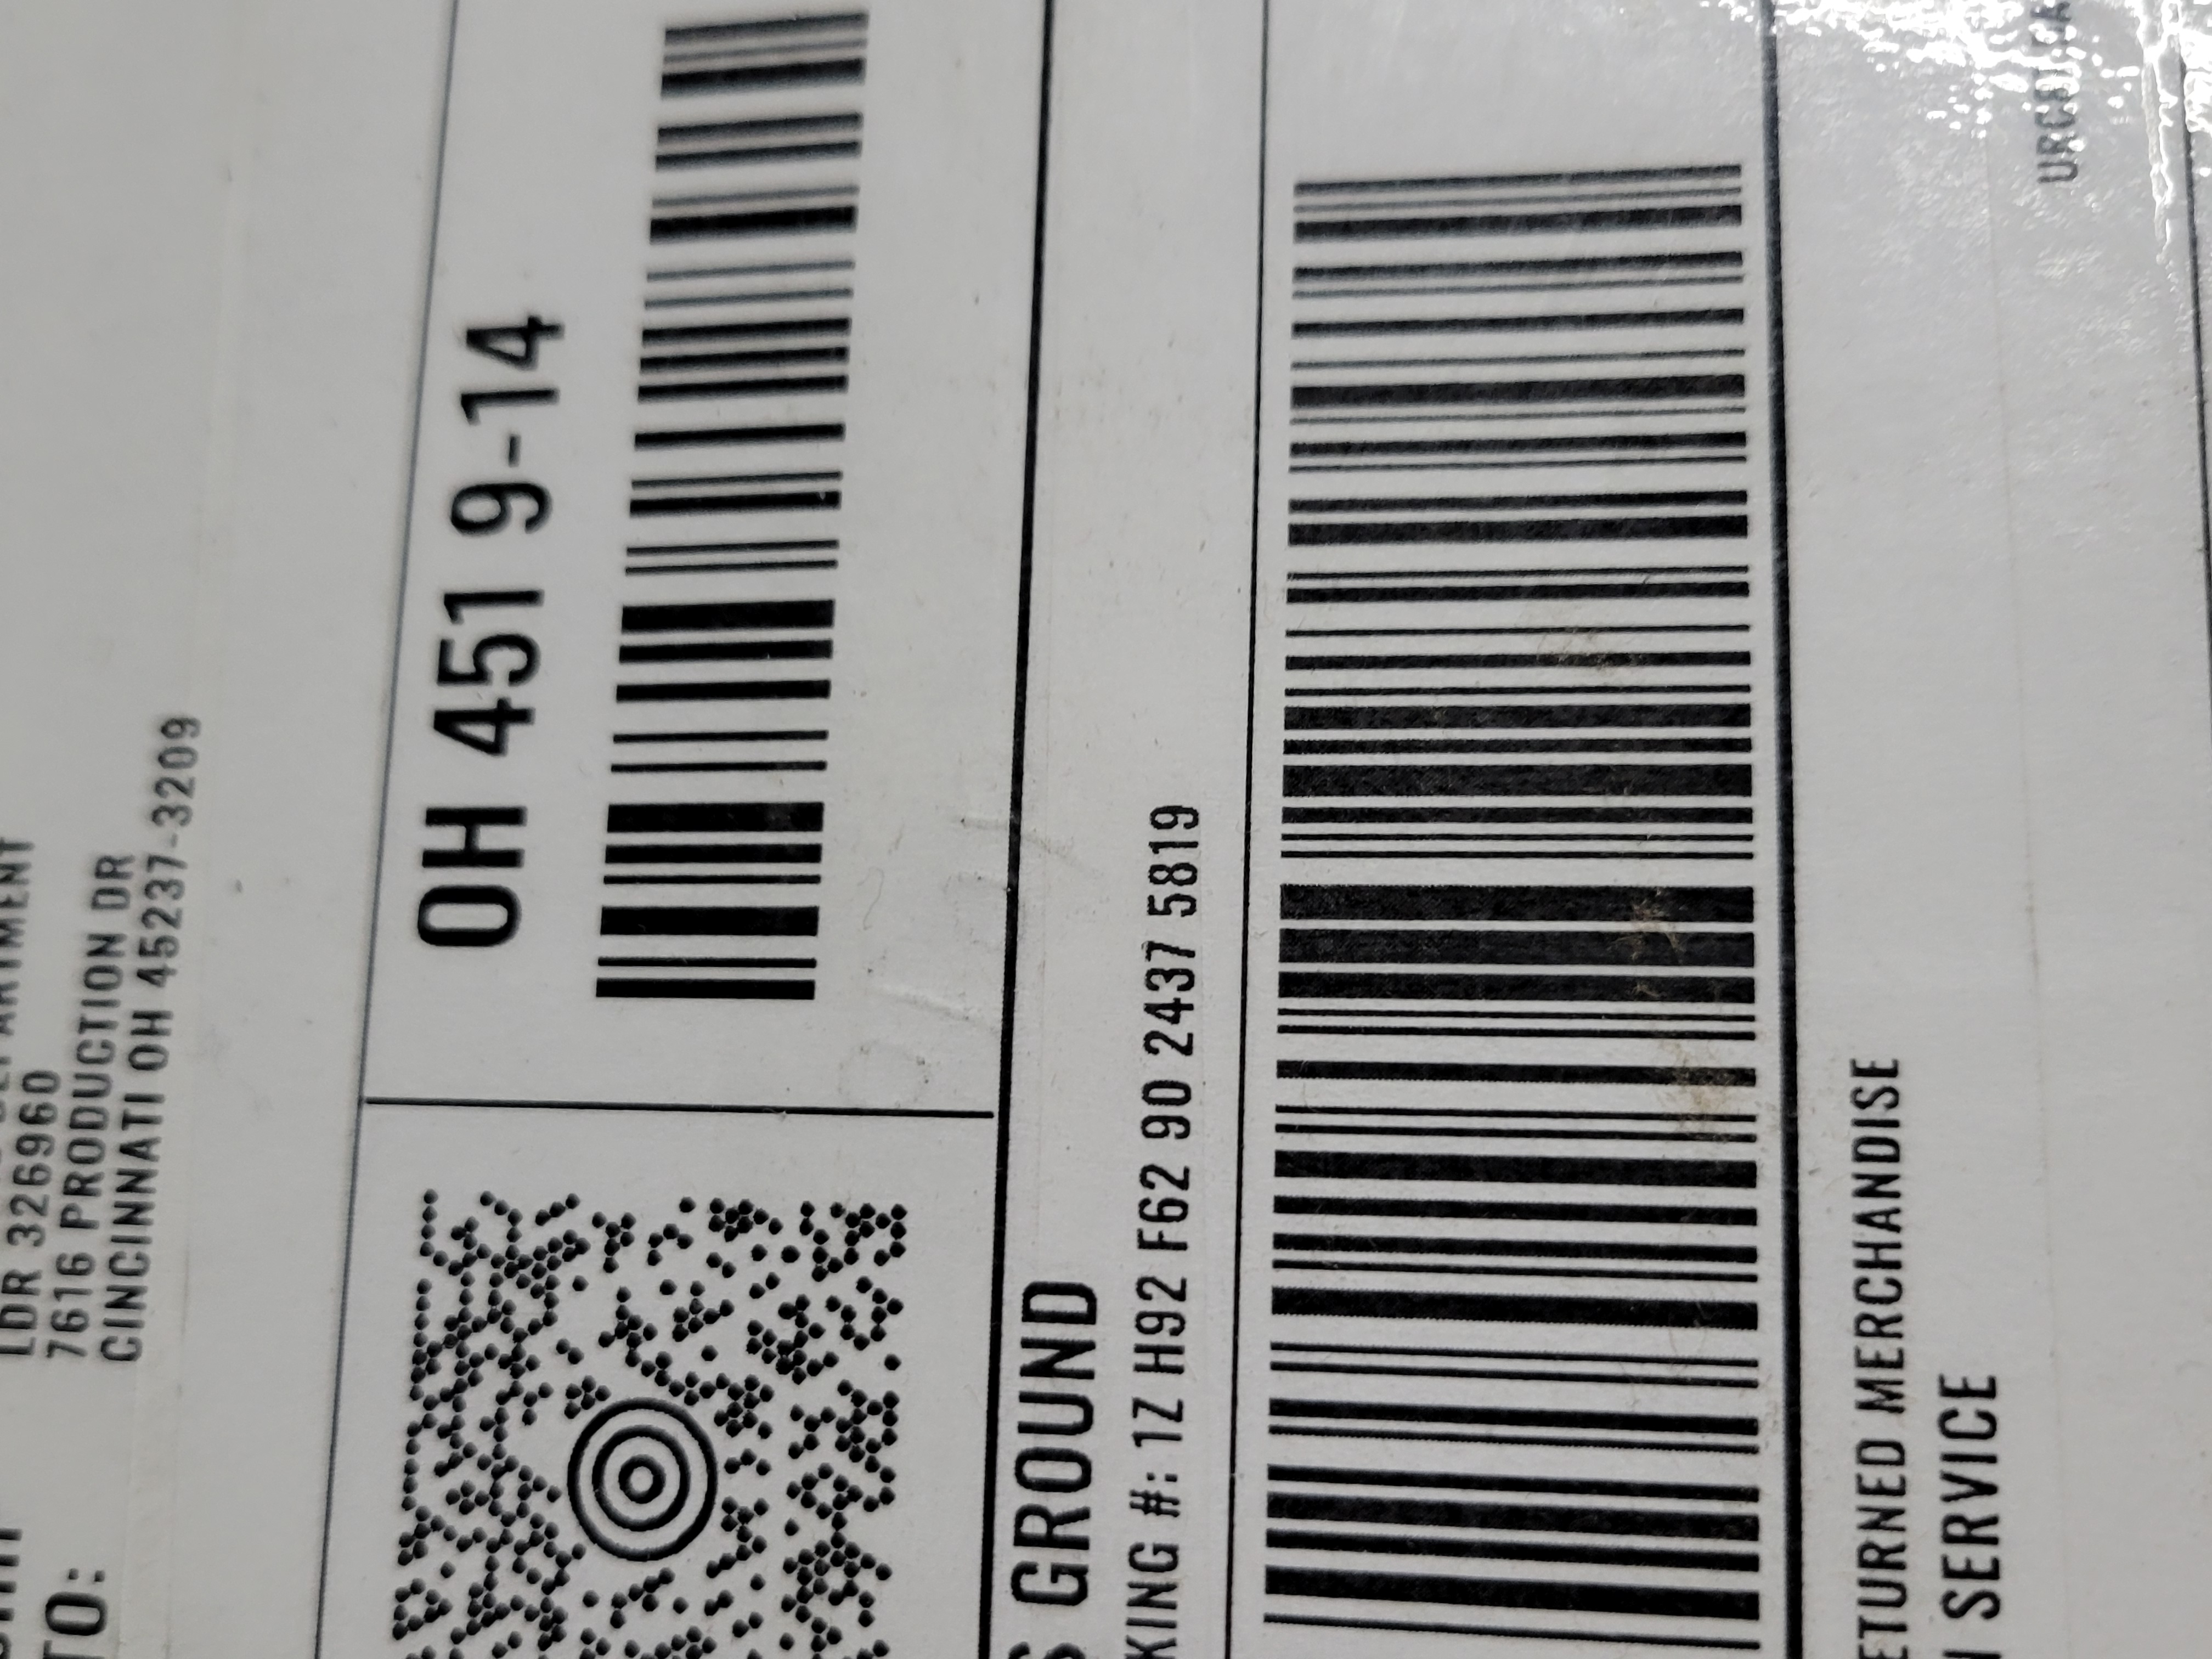 LDR 326960
7616 PRODUCTION DR
CINCINNATI OH 45237-3209
TO:
OH 451 9-14
S GROUND
KING #: 1Z H92 F62 90 2437 5819
ETURNED MERCHANDISE
N SERVICE